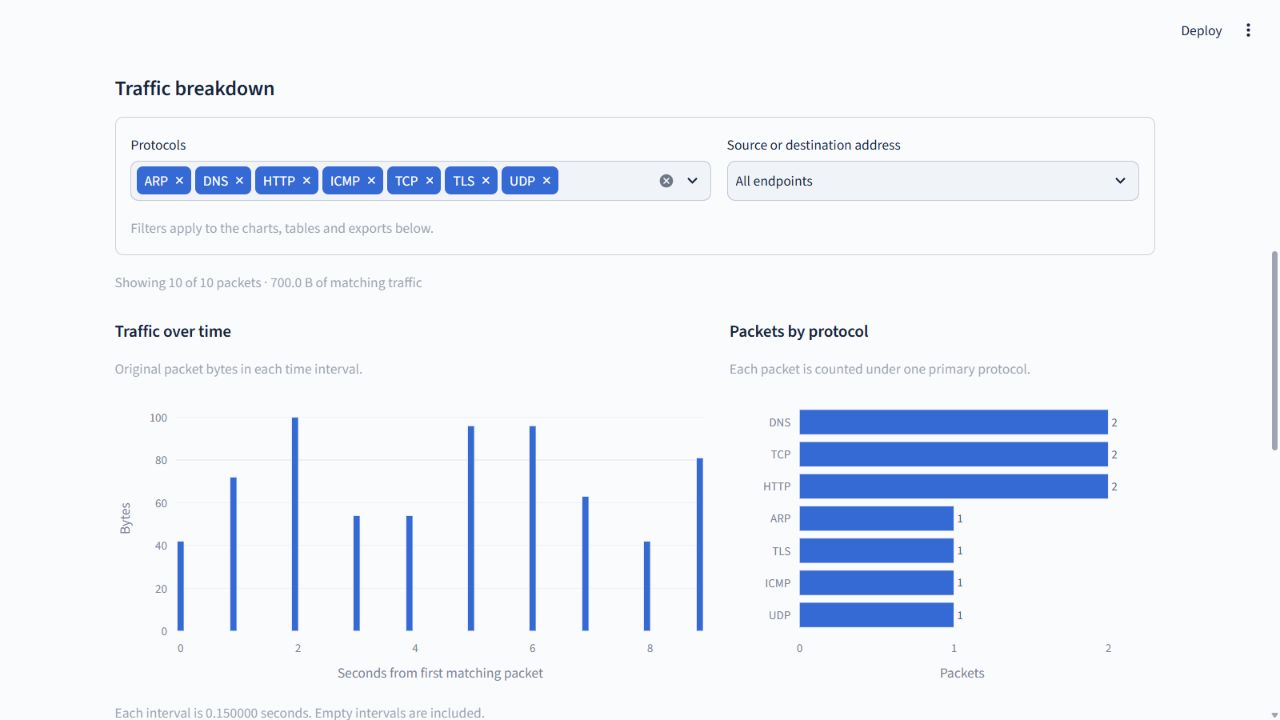 Deploy
Traffic breakdown
Protocols
ARP DNS HTTP ICMP TCP TLS UDP
Source or destination address
All endpoints
Filters apply to the charts, tables and exports below.
Showing 10 of 10 packets · 700.0 B of matching traffic
Traffic over time
Original packet bytes in each time interval.
100
80
60
40
20
0
Bytes
0 2 4 6 8
Seconds from first matching packet
Packets by protocol
Each packet is counted under one primary protocol.
DNS 2
TCP 2
HTTP 2
ARP 1
TLS 1
ICMP 1
UDP 1
0 1 2
Packets
Each interval is 0.150000 seconds. Empty intervals are included.